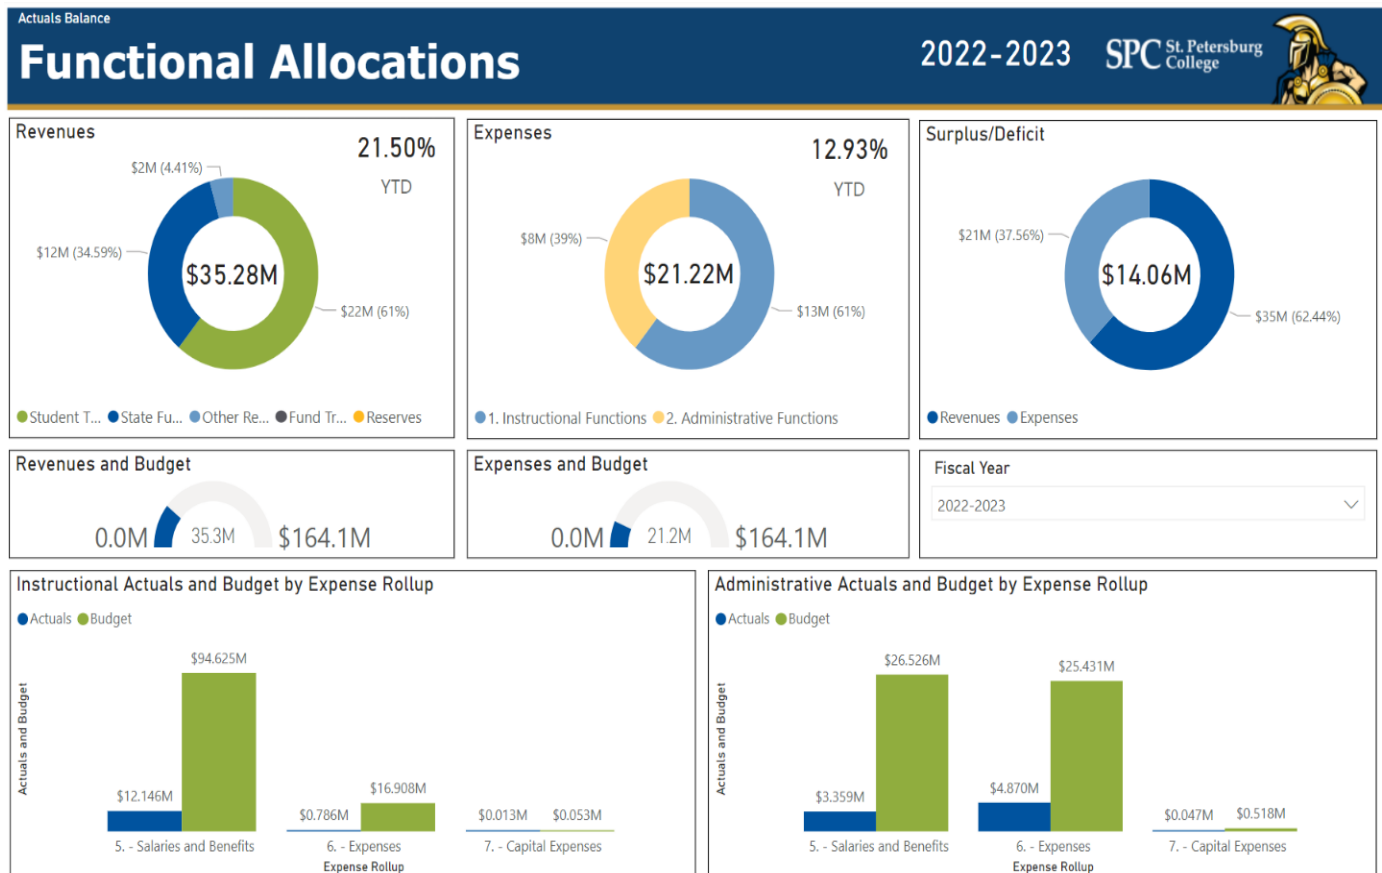 Actuals Balance
Functional Allocations
2022-2023
SPC St. Petersburg College
Revenues
21.50%
YTD
$2M (4.41%)
$12M (34.59%)
$35.28M
$22M (61%)
Student T... State Fu... Other Re... Fund Tr... Reserves
Expenses
12.93%
YTD
$8M (39%)
$21.22M
$13M (61%)
1. Instructional Functions 2. Administrative Functions
Surplus/Deficit
$21M (37.56%)
$14.06M
$35M (62.44%)
Revenues Expenses
Revenues and Budget
0.0M 35.3M $164.1M
Expenses and Budget
0.0M 21.2M $164.1M
Fiscal Year
2022-2023
Instructional Actuals and Budget by Expense Rollup
Actuals Budget
Actuals and Budget
$94.625M
$12.146M
$0.786M
$16.908M
$0.013M
$0.053M
5. - Salaries and Benefits
6. - Expenses
7. - Capital Expenses
Expense Rollup
Administrative Actuals and Budget by Expense Rollup
Actuals Budget
Actuals and Budget
$26.526M
$3.359M
$4.870M
$25.431M
$0.047M
$0.518M
5. - Salaries and Benefits
6. - Expenses
7. - Capital Expenses
Expense Rollup